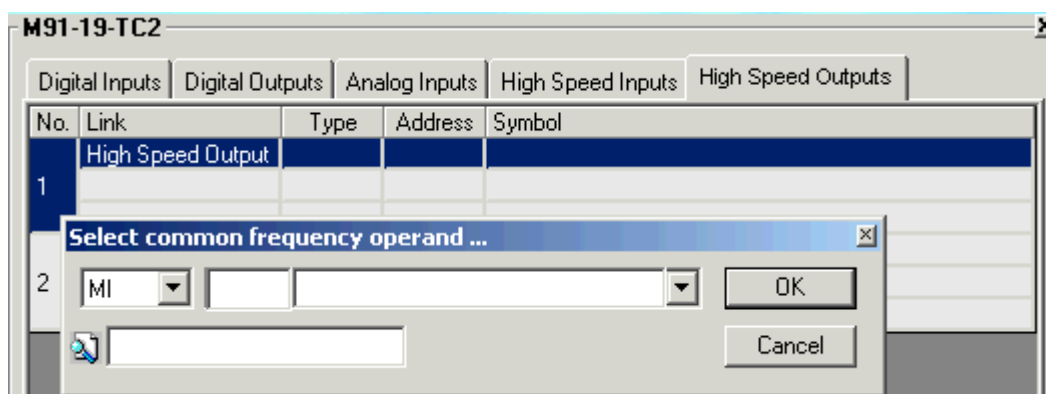 M91-19-TC2
Digital Inputs Digital Outputs Analog Inputs High Speed Inputs High Speed Outputs
No. Link Type Address Symbol
High Speed Output
1
Select common frequency operand ...
2
MI OK
Cancel